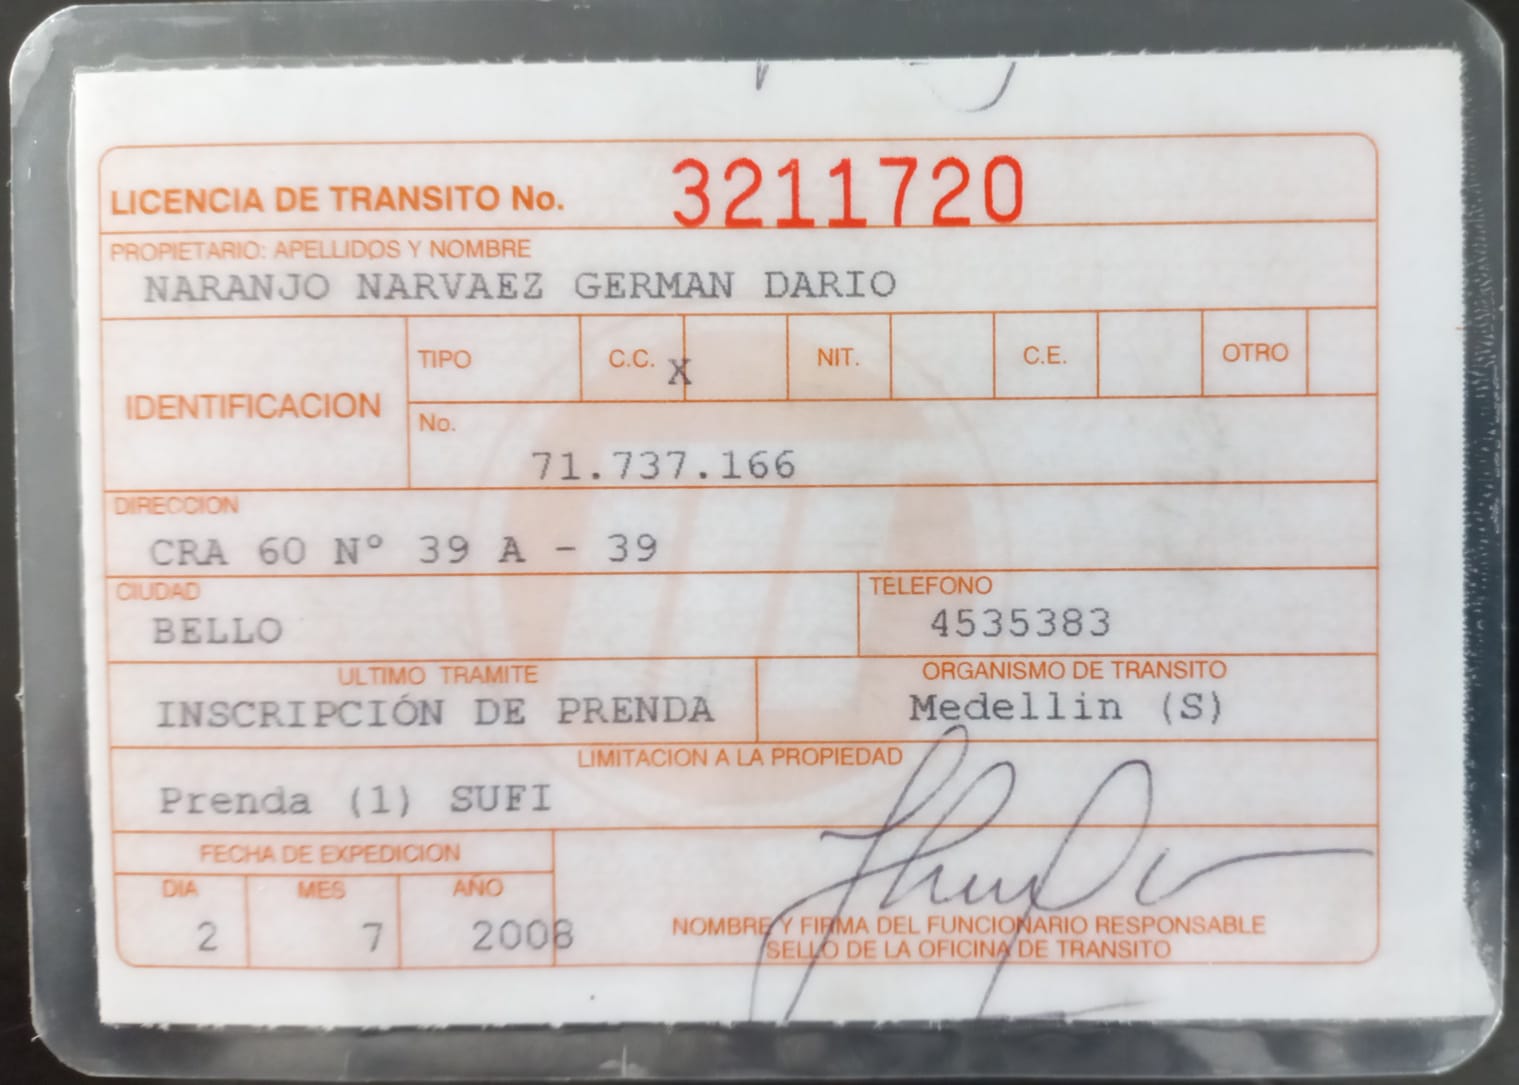 LICENCIA DE TRANSITO No. 3211720
PROPIETARIO: APELLIDOS Y NOMBRE
NARANJO NARVAEZ GERMAN DARIO
IDENTIFICACION
TIPO C.C. X NIT. C.E. OTRO
No.
71.737.166
DIRECCION
CRA 60 Nº 39 A - 39
CIUDAD
BELLO
TELEFONO
4535383
ULTIMO TRAMITE
INSCRIPCIÓN DE PRENDA
ORGANISMO DE TRANSITO
Medellin (S)
LIMITACION A LA PROPIEDAD
Prenda (1) SUFI
FECHA DE EXPEDICION
DIA MES AÑO
2 7 2008
NOMBRE Y FIRMA DEL FUNCIONARIO RESPONSABLE
SELLO DE LA OFICINA DE TRANSITO